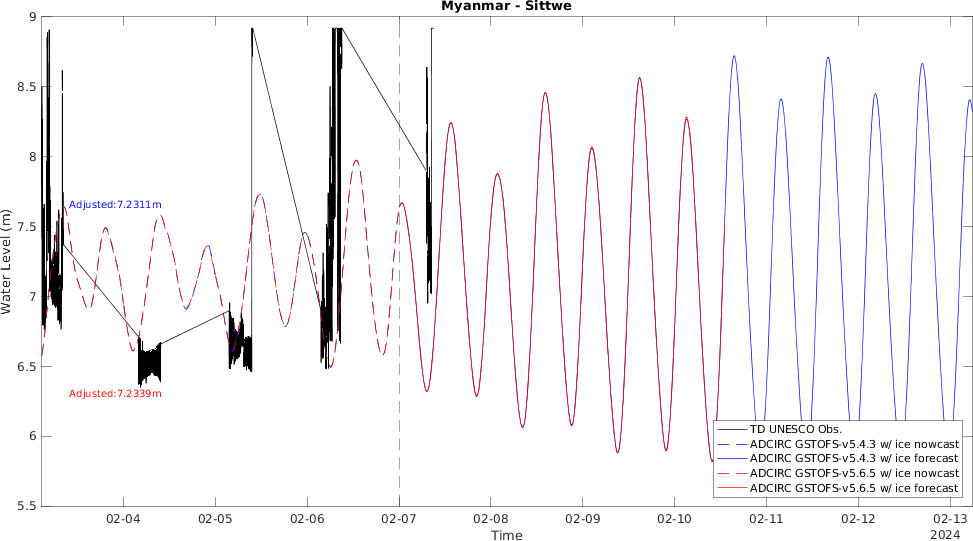 Myanmar - Sittwe
9
8.5
8
7.5
7
6.5
6
5.5
Water Level (m)
Adjusted:7.2311m
Adjusted:7.2339m
TD UNESCO Obs.
ADCIRC GSTOFS-v5.4.3 w/ ice nowcast
ADCIRC GSTOFS-v5.4.3 w/ ice forecast
ADCIRC GSTOFS-v5.6.5 w/ ice nowcast
ADCIRC GSTOFS-v5.6.5 w/ ice forecast
02-04 02-05 02-06 02-07 02-08 02-09 02-10 02-11 02-12 02-13
Time
2024